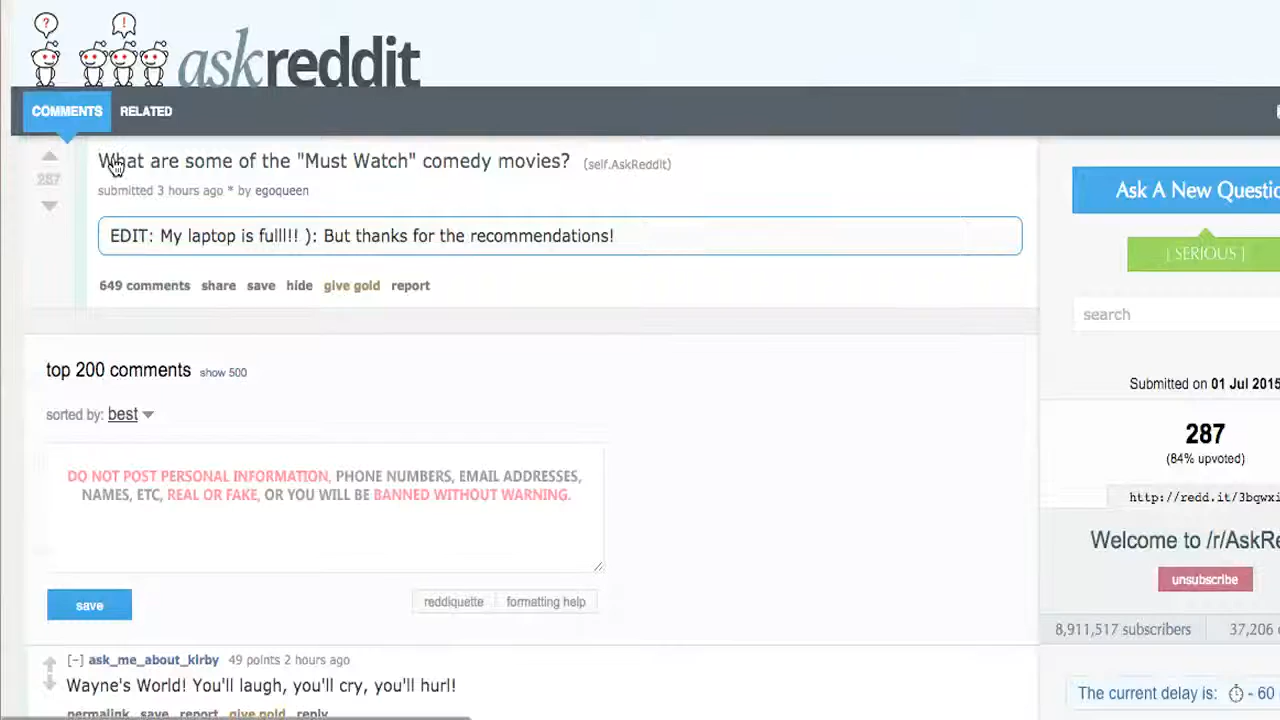 ? !
askreddit
COMMENTS RELATED
What are some of the "Must Watch" comedy movies? (self.AskReddit)
287
submitted 3 hours ago * by egoqueen
EDIT: My laptop is fulll!! ): But thanks for the recommendations!
649 comments share save hide give gold report
top 200 comments show 500
sorted by: best
DO NOT POST PERSONAL INFORMATION, PHONE NUMBERS, EMAIL ADDRESSES,
NAMES, ETC, REAL OR FAKE, OR YOU WILL BE BANNED WITHOUT WARNING.
save reddiquette formatting help
[-] ask_me_about_kirby 49 points 2 hours ago
Wayne's World! You'll laugh, you'll cry, you'll hurl!
permalink save report give gold reply
Ask A New Questio
[ SERIOUS ]
search
Submitted on 01 Jul 2015
287
(84% upvoted)
http://redd.it/3bqwxi
Welcome to /r/AskRe
unsubscribe
8,911,517 subscribers 37,206
The current delay is: - 60